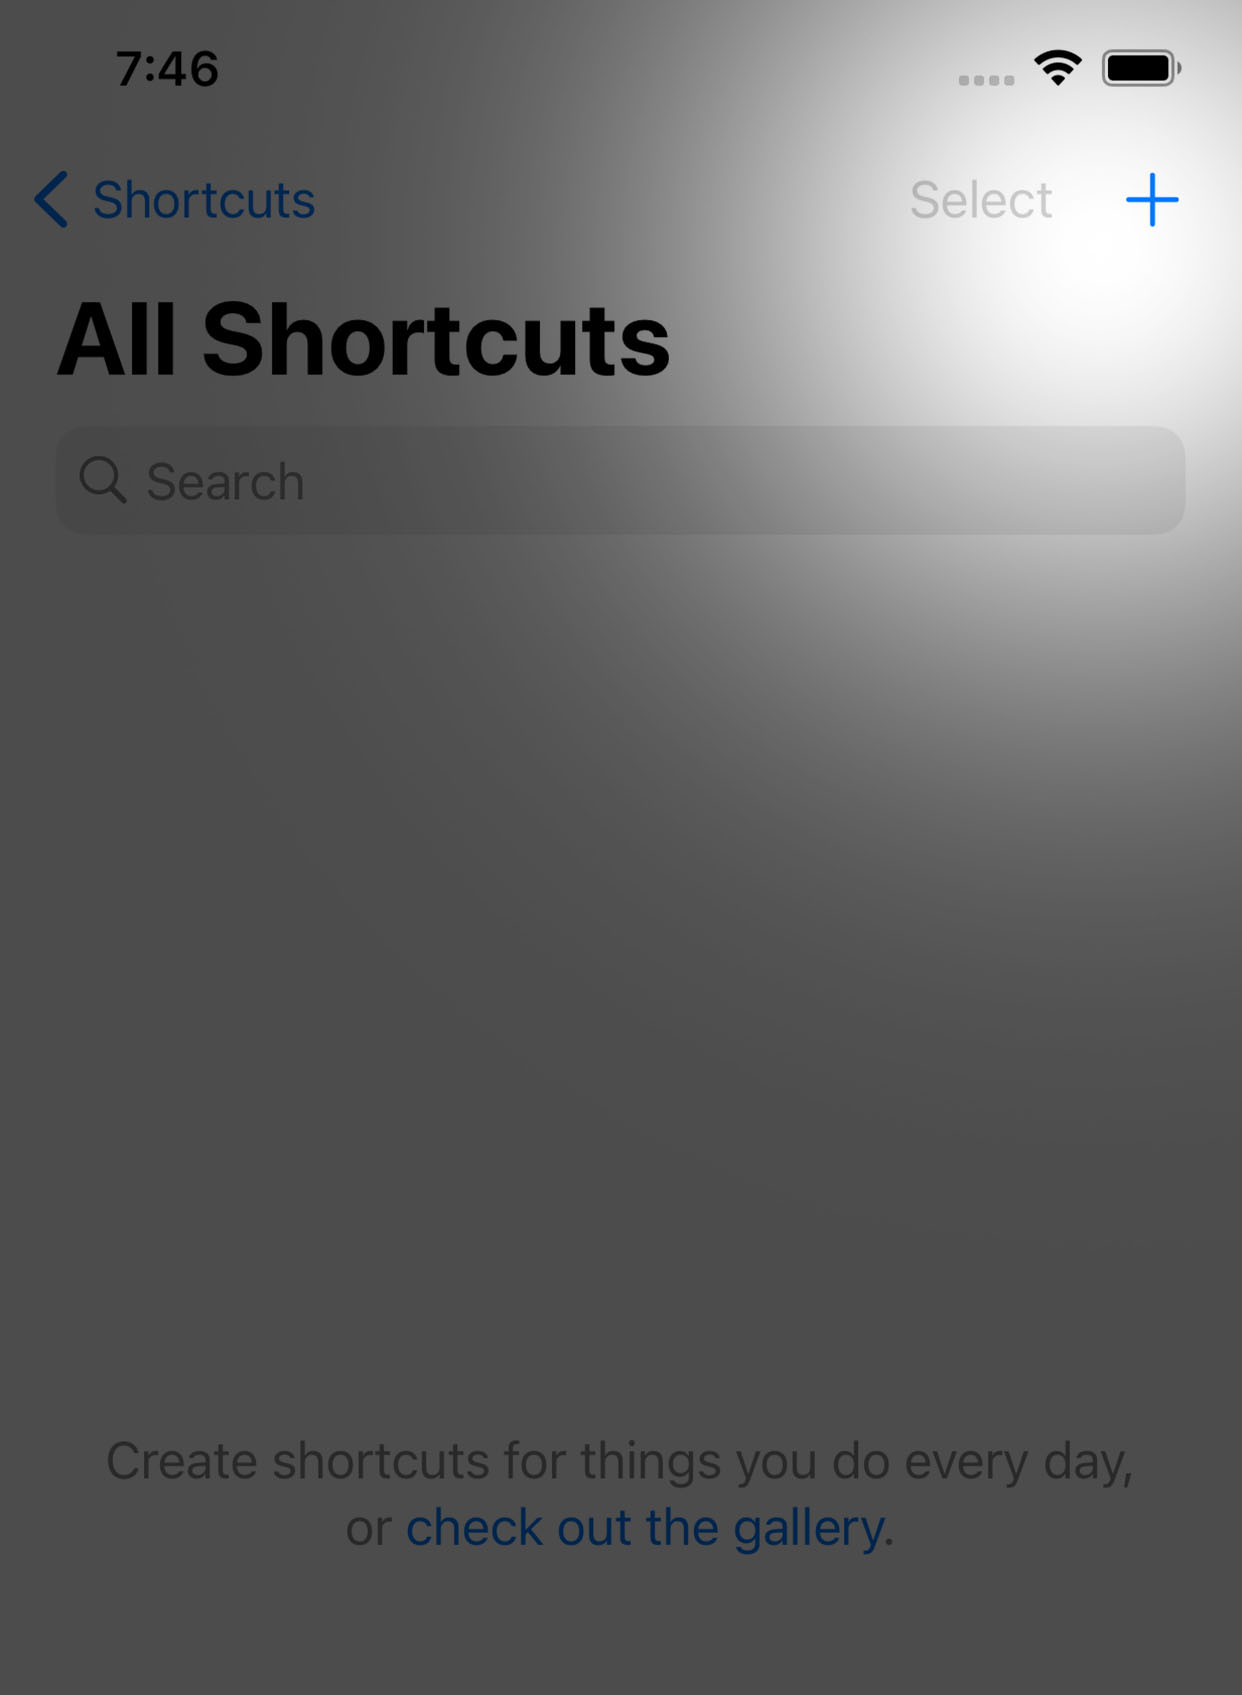 7:46
Shortcuts
Select
All Shortcuts
Search
Create shortcuts for things you do every day,
or check out the gallery.